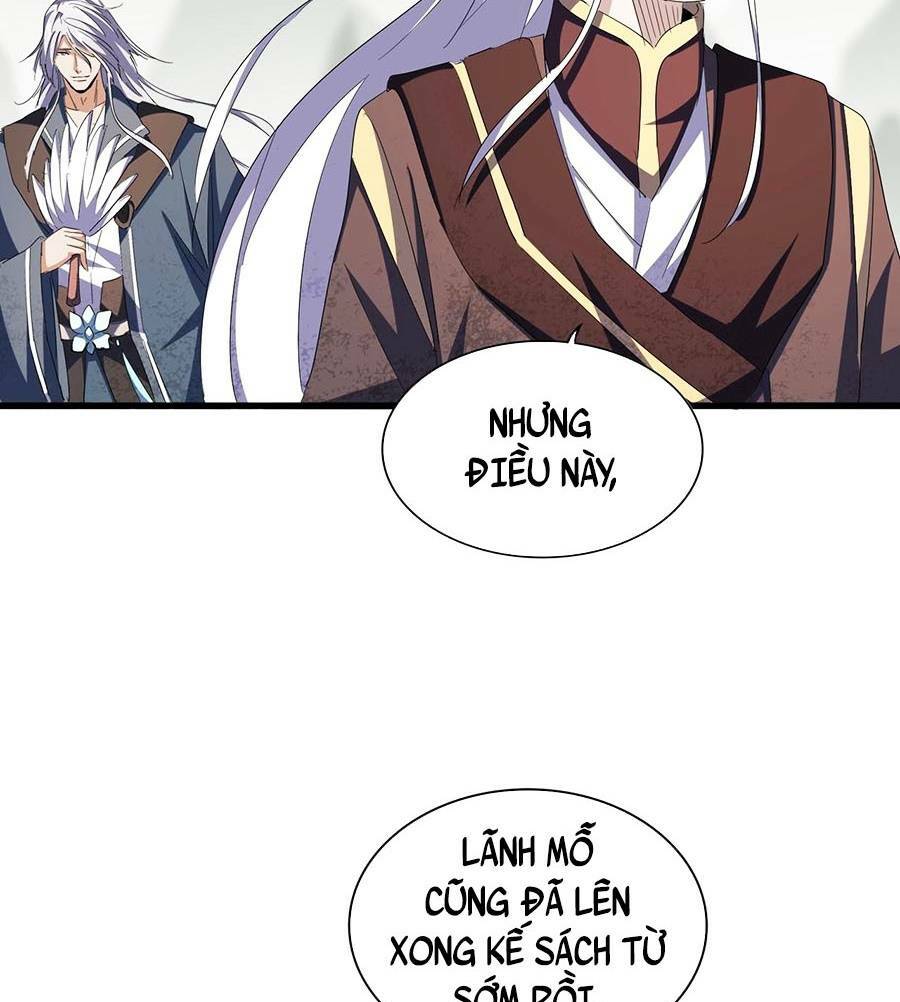 NHƯNG
ĐIỀU NÀY,
LÃNH MỖ
CŨNG ĐÃ LÊN
XONG KẾ SÁCH TỪ
SỚM RỒI